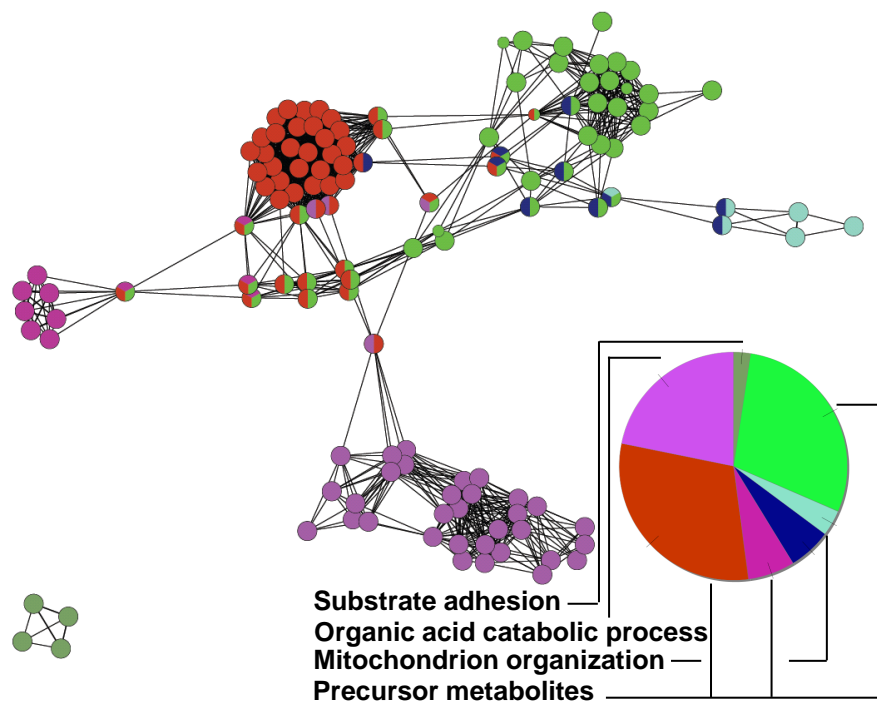 Substrate adhesion
Organic acid catabolic process
Mitochondrion organization
Precursor metabolites